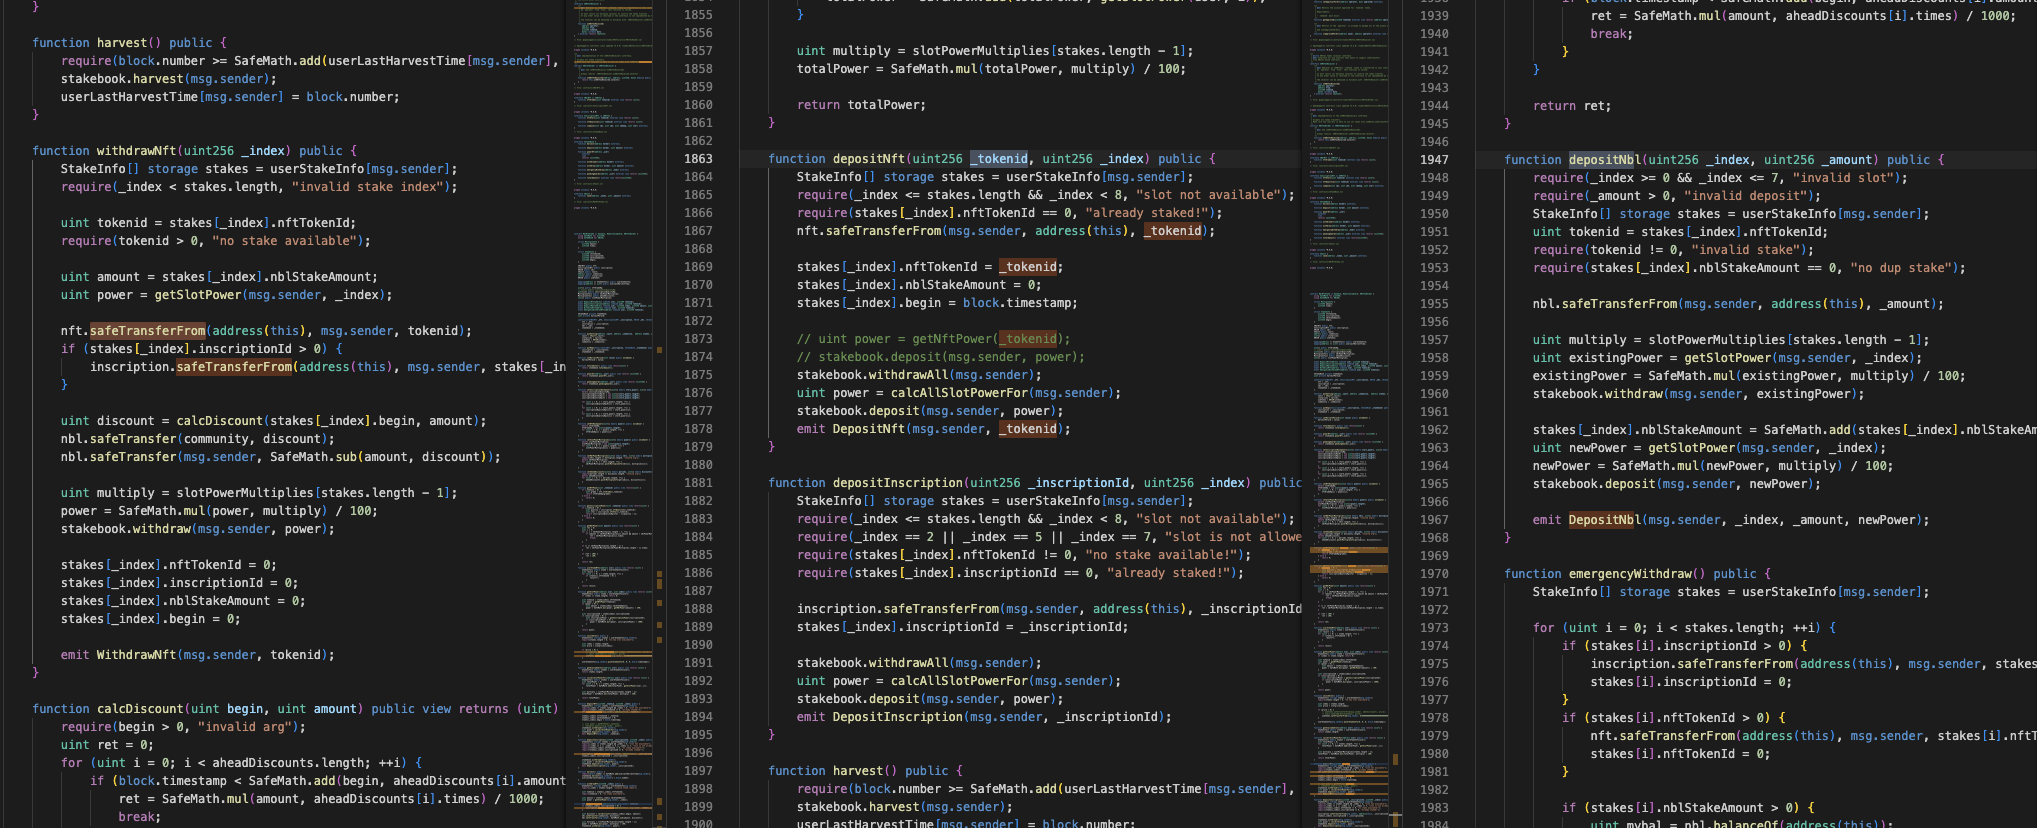 }
function harvest() public {
require(block.number >= SafeMath.add(userLastHarvestTime[msg.sender],
stakebook.harvest(msg.sender);
userLastHarvestTime[msg.sender] = block.number;
}
function withdrawNft(uint256 _index) public {
StakeInfo[] storage stakes = userStakeInfo[msg.sender];
require(_index < stakes.length, "invalid stake index");
uint tokenid = stakes[_index].nftTokenId;
require(tokenid > 0, "no stake available");
uint amount = stakes[_index].nblStakeAmount;
uint power = getSlotPower(msg.sender, _index);
nft.safeTransferFrom(address(this), msg.sender, tokenid);
if (stakes[_index].inscriptionId > 0) {
inscription.safeTransferFrom(address(this), msg.sender, stakes[_in
}
uint discount = calcDiscount(stakes[_index].begin, amount);
nbl.safeTransfer(community, discount);
nbl.safeTransfer(msg.sender, SafeMath.sub(amount, discount));
uint multiply = slotPowerMultiplies[stakes.length - 1];
power = SafeMath.mul(power, multiply) / 100;
stakebook.withdraw(msg.sender, power);
stakes[_index].nftTokenId = 0;
stakes[_index].inscriptionId = 0;
stakes[_index].nblStakeAmount = 0;
stakes[_index].begin = 0;
emit WithdrawNft(msg.sender, tokenid);
}
function calcDiscount(uint begin, uint amount) public view returns (uint)
require(begin > 0, "invalid arg");
uint ret = 0;
for (uint i = 0; i < aheadDiscounts.length; ++i) {
if (block.timestamp < SafeMath.add(begin, aheadDiscounts[i].amount
ret = SafeMath.mul(amount, aheadDiscounts[i].times) / 1000;
break;
1855 }
1856
1857 uint multiply = slotPowerMultiplies[stakes.length - 1];
1858 totalPower = SafeMath.mul(totalPower, multiply) / 100;
1859
1860 return totalPower;
1861 }
1862
1863 function depositNft(uint256 _tokenid, uint256 _index) public {
1864 StakeInfo[] storage stakes = userStakeInfo[msg.sender];
1865 require(_index <= stakes.length && _index < 8, "slot not available");
1866 require(stakes[_index].nftTokenId == 0, "already staked!");
1867 nft.safeTransferFrom(msg.sender, address(this), _tokenid);
1868
1869 stakes[_index].nftTokenId = _tokenid;
1870 stakes[_index].nblStakeAmount = 0;
1871 stakes[_index].begin = block.timestamp;
1872
1873 // uint power = getNftPower(_tokenid);
1874 // stakebook.deposit(msg.sender, power);
1875 stakebook.withdrawAll(msg.sender);
1876 uint power = calcAllSlotPowerFor(msg.sender);
1877 stakebook.deposit(msg.sender, power);
1878 emit DepositNft(msg.sender, _tokenid);
1879 }
1880
1881 function depositInscription(uint256 _inscriptionId, uint256 _index) public
1882 StakeInfo[] storage stakes = userStakeInfo[msg.sender];
1883 require(_index <= stakes.length && _index < 8, "slot not available");
1884 require(_index == 2 || _index == 5 || _index == 7, "slot is not allowe
1885 require(stakes[_index].nftTokenId != 0, "no stake available!");
1886 require(stakes[_index].inscriptionId == 0, "already staked!");
1887
1888 inscription.safeTransferFrom(msg.sender, address(this), _inscriptionId
1889 stakes[_index].inscriptionId = _inscriptionId;
1890
1891 stakebook.withdrawAll(msg.sender);
1892 uint power = calcAllSlotPowerFor(msg.sender);
1893 stakebook.deposit(msg.sender, power);
1894 emit DepositInscription(msg.sender, _inscriptionId);
1895 }
1896
1897 function harvest() public {
1898 require(block.number >= SafeMath.add(userLastHarvestTime[msg.sender],
1899 stakebook.harvest(msg.sender);
1900 userLastHarvestTime[msg.sender] = block.number;
1939 ret = SafeMath.mul(amount, aheadDiscounts[i].times) / 1000;
1940 break;
1941 }
1942 }
1943
1944 return ret;
1945 }
1946
1947 function depositNbl(uint256 _index, uint256 _amount) public {
1948 require(_index >= 0 && _index <= 7, "invalid slot");
1949 require(_amount > 0, "invalid deposit");
1950 StakeInfo[] storage stakes = userStakeInfo[msg.sender];
1951 uint tokenid = stakes[_index].nftTokenId;
1952 require(tokenid != 0, "invalid stake");
1953 require(stakes[_index].nblStakeAmount == 0, "no dup stake");
1954
1955 nbl.safeTransferFrom(msg.sender, address(this), _amount);
1956
1957 uint multiply = slotPowerMultiplies[stakes.length - 1];
1958 uint existingPower = getSlotPower(msg.sender, _index);
1959 existingPower = SafeMath.mul(existingPower, multiply) / 100;
1960 stakebook.withdraw(msg.sender, existingPower);
1961
1962 stakes[_index].nblStakeAmount = SafeMath.add(stakes[_index].nblStakeAm
1963 uint newPower = getSlotPower(msg.sender, _index);
1964 newPower = SafeMath.mul(newPower, multiply) / 100;
1965 stakebook.deposit(msg.sender, newPower);
1966
1967 emit DepositNbl(msg.sender, _index, _amount, newPower);
1968 }
1969
1970 function emergencyWithdraw() public {
1971 StakeInfo[] storage stakes = userStakeInfo[msg.sender];
1972
1973 for (uint i = 0; i < stakes.length; ++i) {
1974 if (stakes[i].inscriptionId > 0) {
1975 inscription.safeTransferFrom(address(this), msg.sender, stakes
1976 stakes[i].inscriptionId = 0;
1977 }
1978 if (stakes[i].nftTokenId > 0) {
1979 nft.safeTransferFrom(address(this), msg.sender, stakes[i].nftT
1980 stakes[i].nftTokenId = 0;
1981 }
1982
1983 if (stakes[i].nblStakeAmount > 0) {
1984 uint mybal = nbl.balanceOf(address(this));